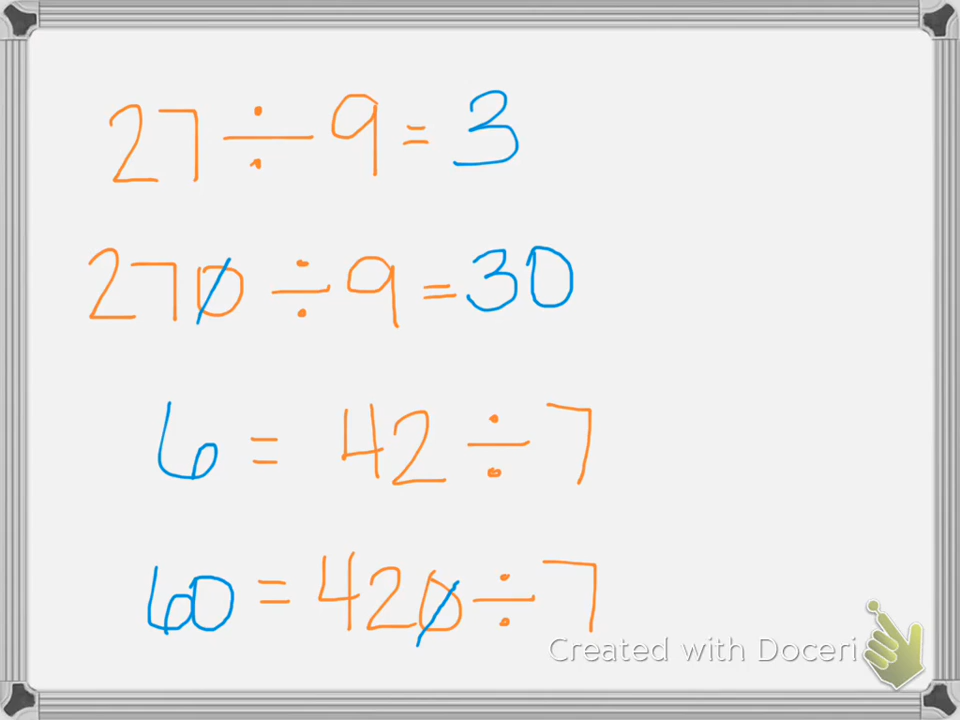 27 ÷ 9 = 3
270 ÷ 9 = 30
6 = 42 ÷ 7
60 = 420 ÷ 7
Created with Doceri